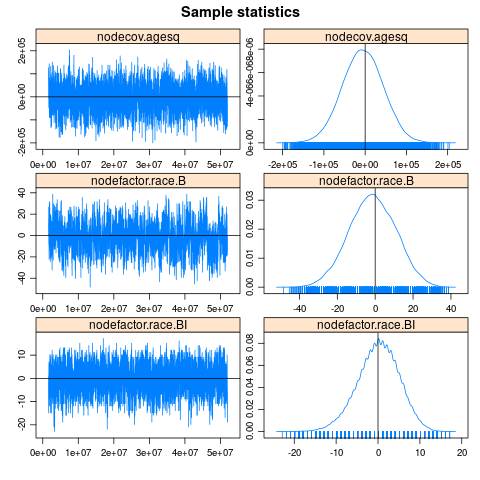 Sample statistics
nodecov.agesq
nodecov.agesq
-2e+05 0e+00 2e+05
0e+00 1e+07 2e+07 3e+07 4e+07 5e+07
0e+00 4e-06 6e-06 8e-06
-2e+05 0e+00 1e+05 2e+05
nodefactor.race.B
nodefactor.race.B
-40 -20 0 20 40
0e+00 1e+07 2e+07 3e+07 4e+07 5e+07
0.00 0.01 0.02 0.03
-40 -20 0 20 40
nodefactor.race.BI
nodefactor.race.BI
-20 -10 0 10
0e+00 1e+07 2e+07 3e+07 4e+07 5e+07
0.00 0.02 0.04 0.06 0.08
-20 -10 0 10 20